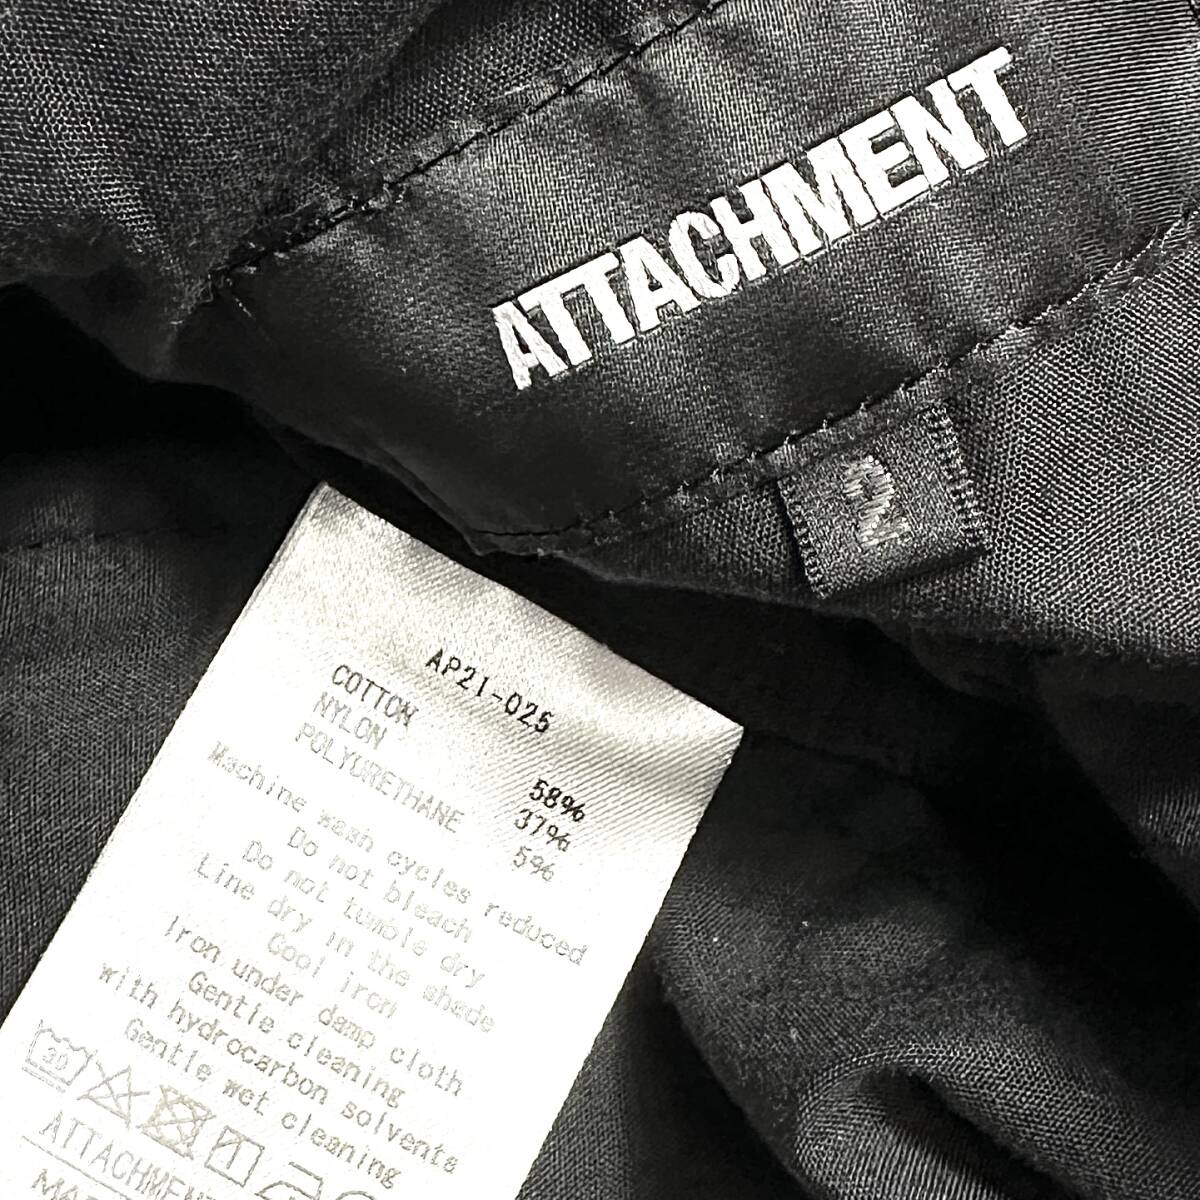 ATTACHMENT
2
AP21-025
COTTON 58%
NYLON 37%
POLYURETHANE 5%
Machine wash cycles reduced
Do not bleach
Do not tumble dry
Line dry in the shade
Cool iron
Iron under damp cloth
Gentle cleaning
with hydrocarbon solvents
Gentle wet cleaning
30
ATTACHMENT